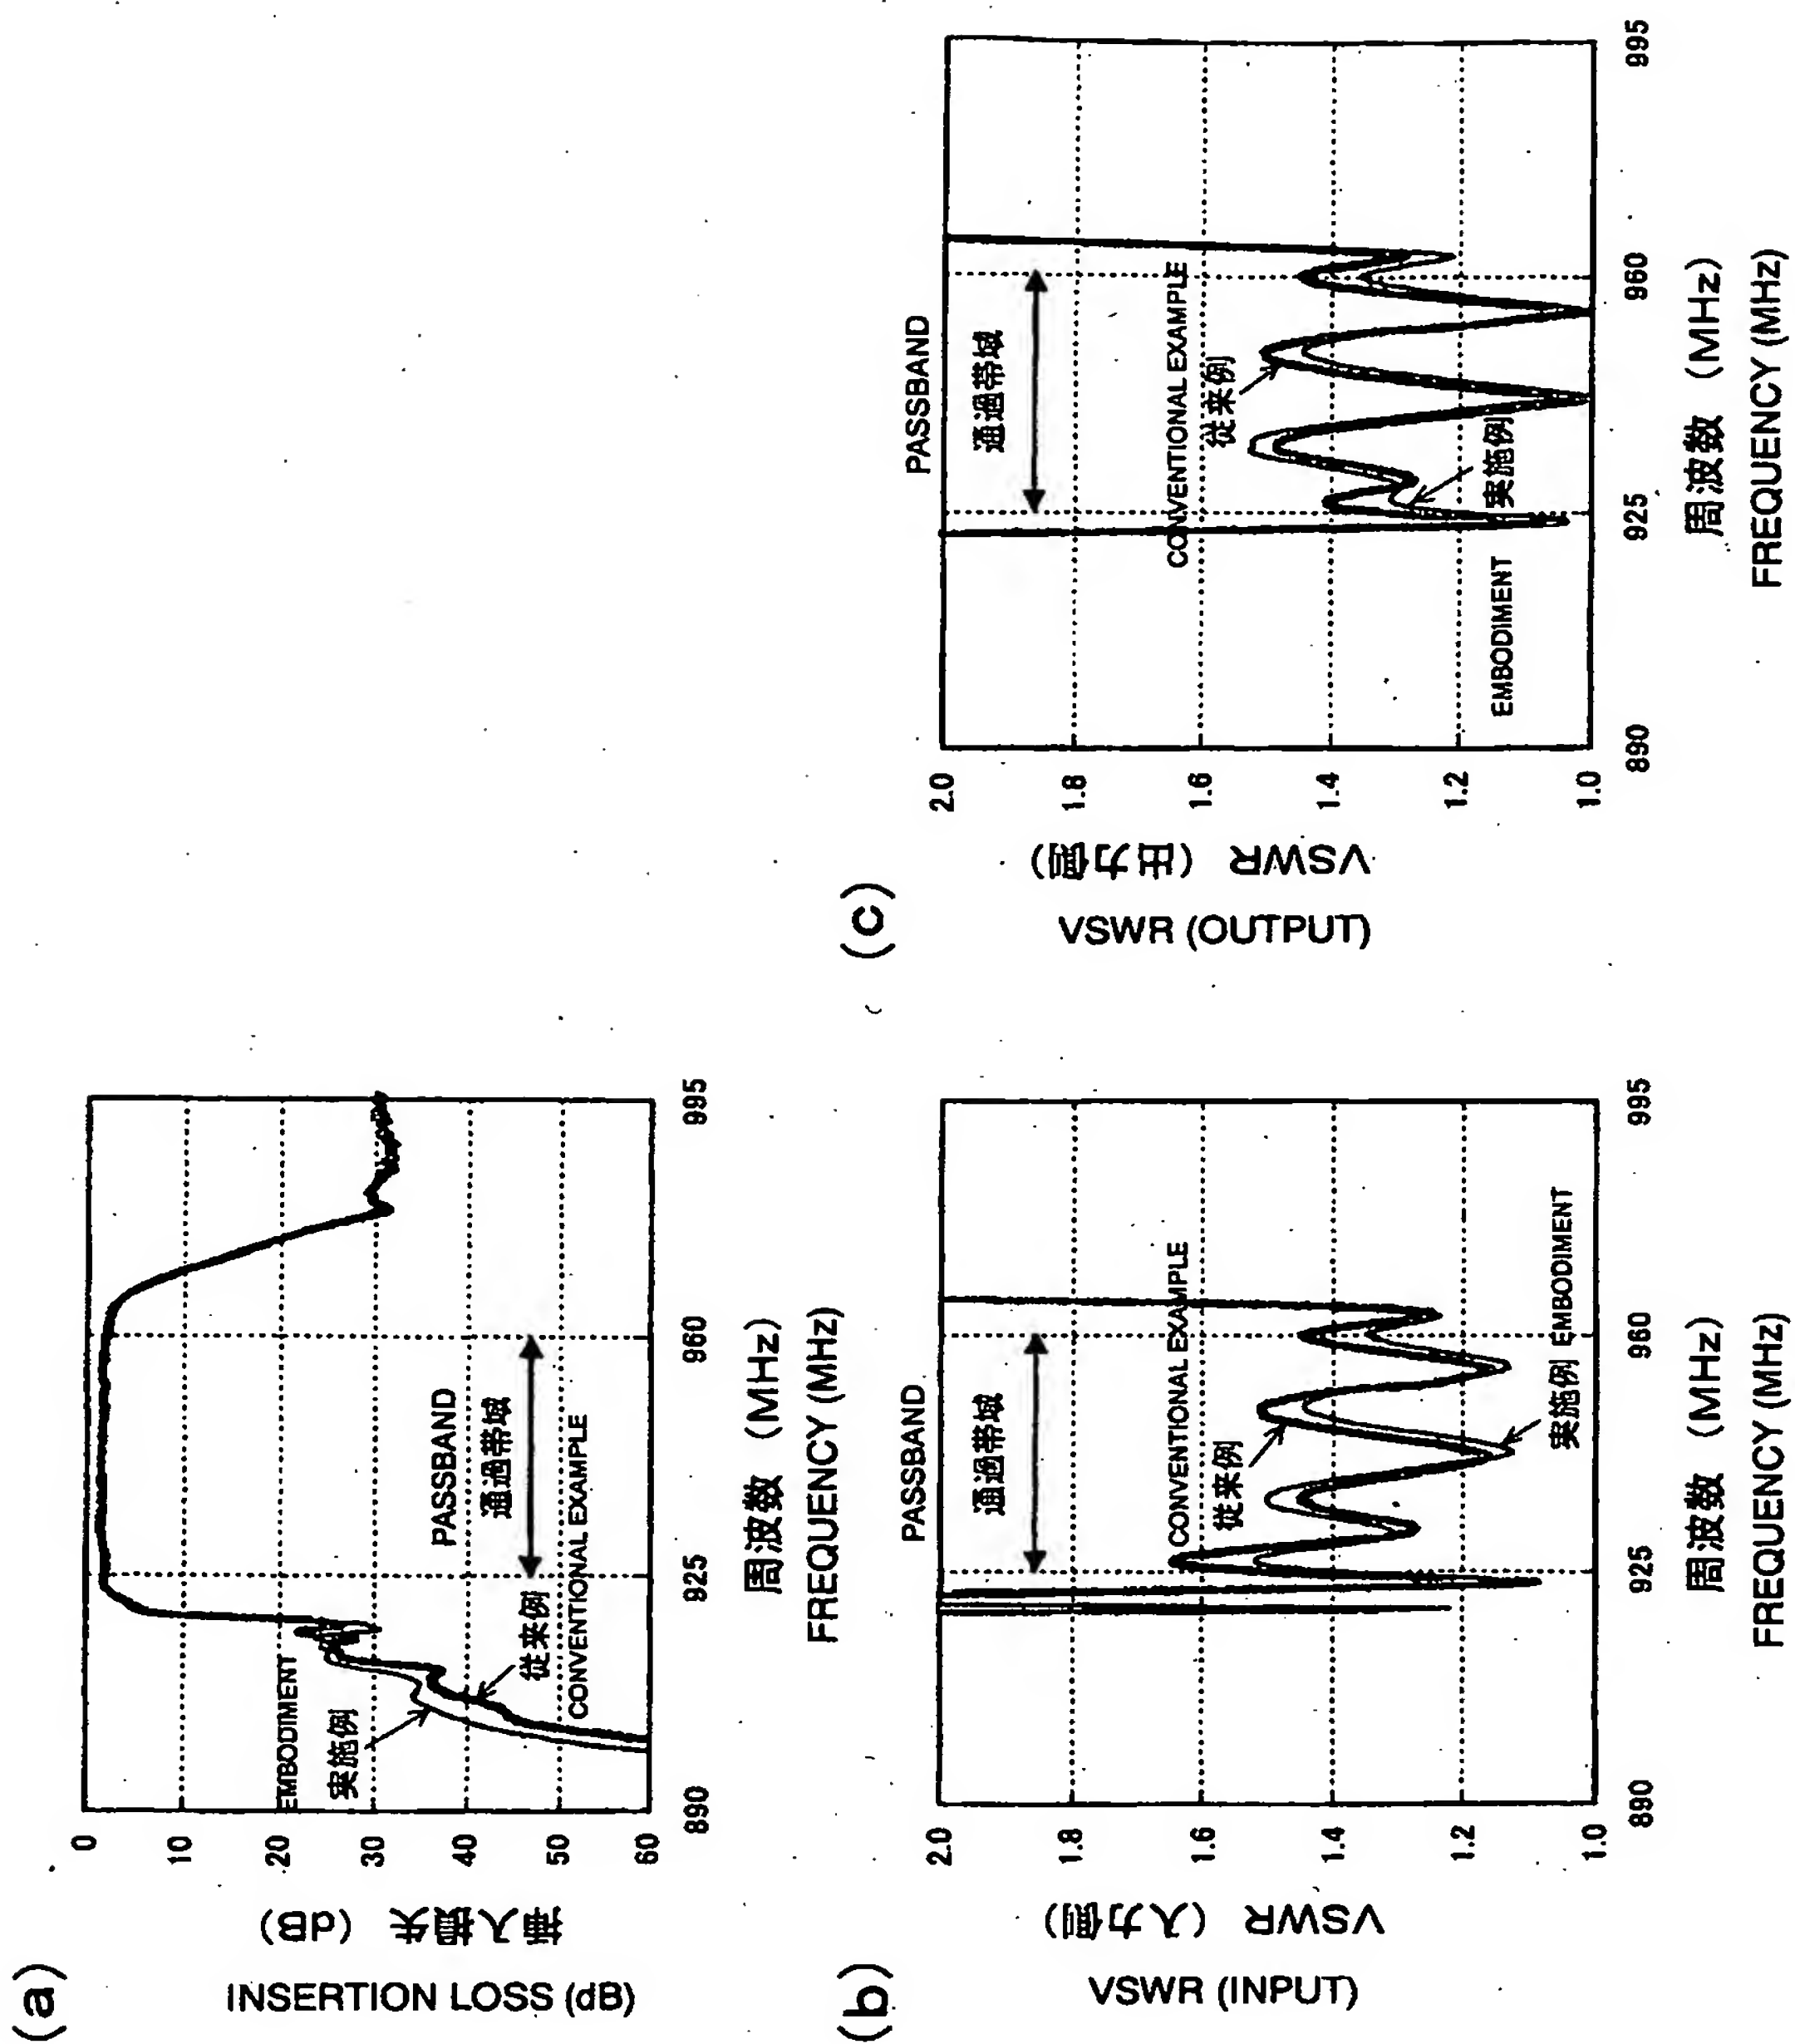 (a)
INSERTION LOSS (dB)
挿入損失 (dB)
0
10
20
30
40
50
60
EMBODIMENT
実施例
PASSBAND
通過帯域
従来例
CONVENTIONAL EXAMPLE
890
925
960
995
周波数 (MHz)
FREQUENCY (MHz)
(b)
VSWR (INPUT)
VSWR (入力側)
2.0
1.8
1.6
1.4
1.2
1.0
PASSBAND
通過帯域
CONVENTIONAL EXAMPLE
従来例
実施例 EMBODIMENT
890
925
960
995
周波数 (MHz)
FREQUENCY (MHz)
(c)
VSWR (OUTPUT)
VSWR (出力側)
2.0
1.8
1.6
1.4
1.2
1.0
PASSBAND
通過帯域
CONVENTIONAL EXAMPLE
従来例
実施例
EMBODIMENT
890
925
960
995
周波数 (MHz)
FREQUENCY (MHz)